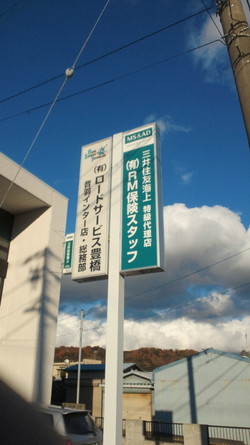 MS&AD
三井住友海上 特級代理店
(有)RM保険スタッフ
(有)ロードサービス豊橋
音羽インター店・総務部